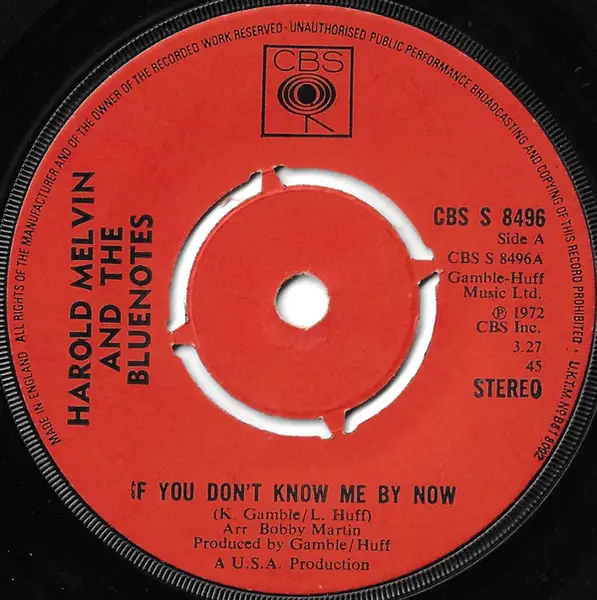 MADE IN ENGLAND · ALL RIGHTS OF THE MANUFACTURER AND OF THE OWNER OF THE RECORDED WORK RESERVED · UNAUTHORISED PUBLIC PERFORMANCE BROADCASTING AND COPYING OF THIS RECORD PROHIBITED · U.K.T.M. Nº B817802
CBS
HAROLD MELVIN
AND THE
BLUENOTES
CBS S 8496
Side A
CBS S 8496A
Gamble-Huff
Music Ltd.
℗ 1972
CBS Inc.
3.27
45
STEREO
IF YOU DON'T KNOW ME BY NOW
(K. Gamble/L. Huff)
Arr Bobby Martin
Produced by Gamble/Huff
A U.S.A. Production